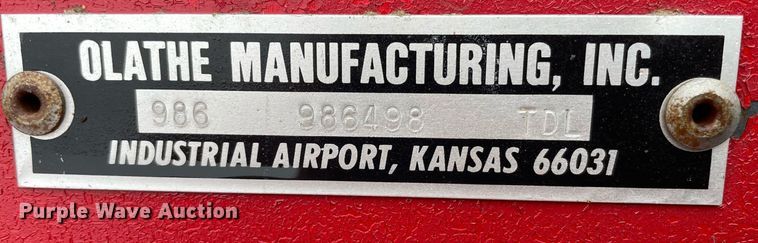 OLATHE MANUFACTURING, INC.
986 986498 TDL
INDUSTRIAL AIRPORT, KANSAS 66031
Purple Wave Auction